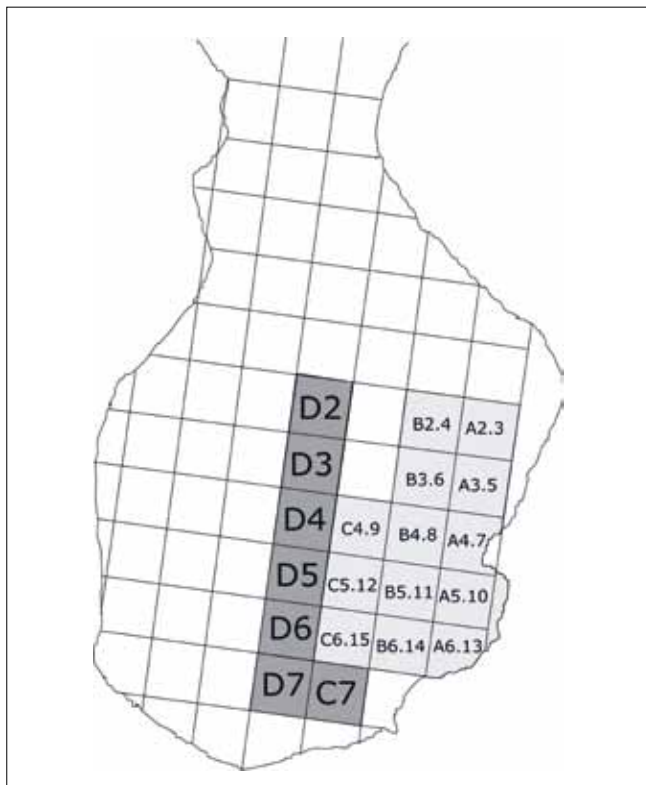 D2 B2.4 A2.3
D3 B3.6 A3.5
D4 C4.9 B4.8 A4.7
D5 C5.12 B5.11 A5.10
D6 C6.15 B6.14 A6.13
D7 C7